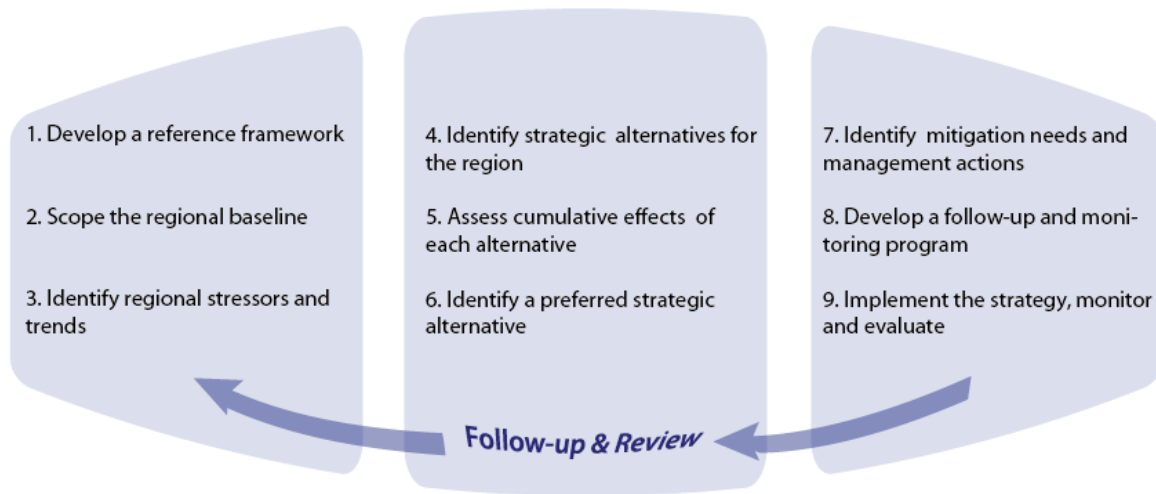 1. Develop a reference framework
2. Scope the regional baseline
3. Identify regional stressors and
trends
4. Identify strategic alternatives for
the region
5. Assess cumulative effects of
each alternative
6. Identify a preferred strategic
alternative
7. Identify mitigation needs and
management actions
8. Develop a follow-up and moni-
toring program
9. Implement the strategy, monitor
and evaluate
Follow-up & Review